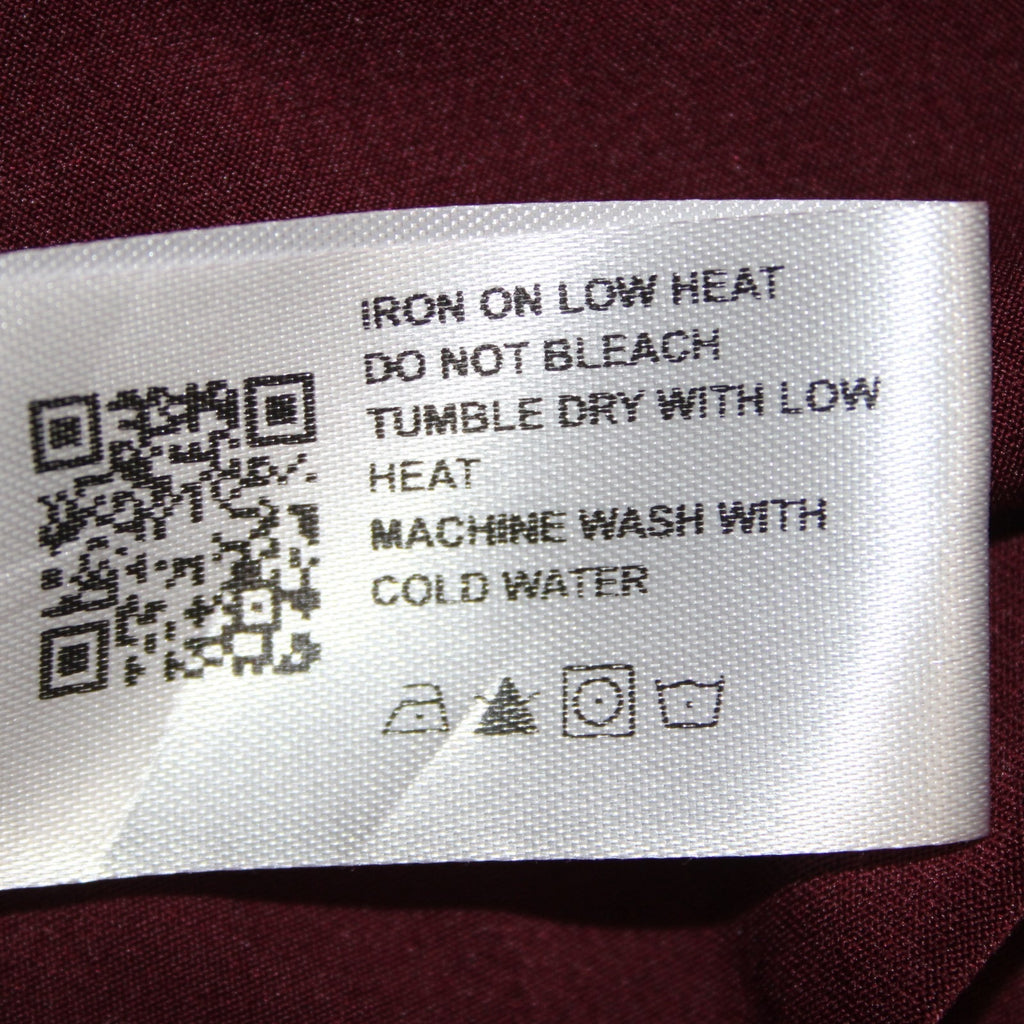 IRON ON LOW HEAT
DO NOT BLEACH
TUMBLE DRY WITH LOW
HEAT
MACHINE WASH WITH
COLD WATER